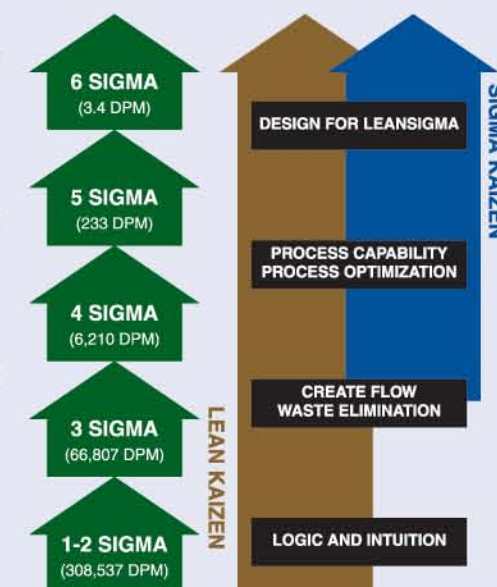 6 SIGMA
(3.4 DPM)
5 SIGMA
(233 DPM)
4 SIGMA
(6,210 DPM)
3 SIGMA
(66,807 DPM)
1-2 SIGMA
(308,537 DPM)
LEAN KAIZEN
DESIGN FOR LEANSIGMA
PROCESS CAPABILITY
PROCESS OPTIMIZATION
CREATE FLOW
WASTE ELIMINATION
LOGIC AND INTUITION
SIGMA KAIZEN